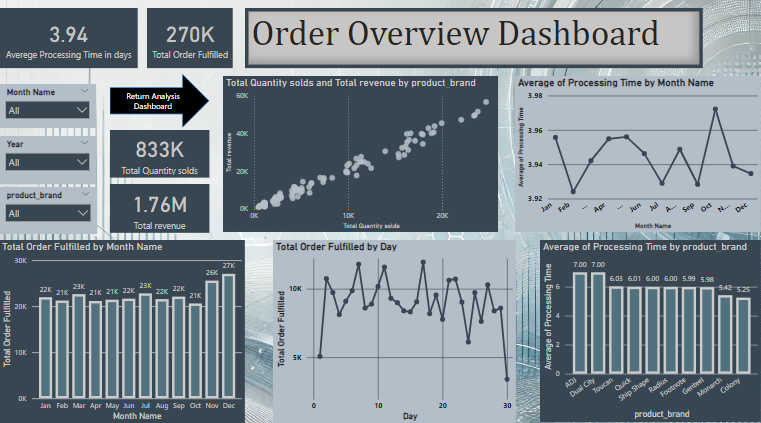 3.94
Averege Processing Time in days
270K
Total Order Fulfilled
Order Overview Dashboard
Month Name
All
Year
All
product_brand
All
Return Analysis
Dashboard
833K
Total Quantity solds
1.76M
Total revenue
Total Quantity solds and Total revenue by product_brand
Total revenue
60K
40K
20K
0K
0K 10K 20K
Total Quantity solds
Average of Processing Time by Month Name
Average of Processing Time
3.98
3.96
3.94
3.92
Jan Feb ... Apr ... Jun Jul A... Sep Oct N... Dec
Month Name
Total Order Fulfilled by Month Name
Total Order Fulfilled
30K
20K
10K
0K
22K 21K 23K 21K 21K 22K 23K 22K 22K 21K 26K 27K
Jan Feb Mar Apr May Jun Jul Aug Sep Oct Nov Dec
Month Name
Total Order Fulfilled by Day
Total Order Fulfilled
10K
5K
0 10 20 30
Day
Average of Processing Time by product_brand
Average of Processing Time
6
4
2
0
7.00 7.00 6.03 6.01 6.00 6.00 5.99 5.98 5.42 5.25
ADJ Dual City Toucan Quick Ship Shape Radius Footnote Genteel Monarch Colony
product_brand